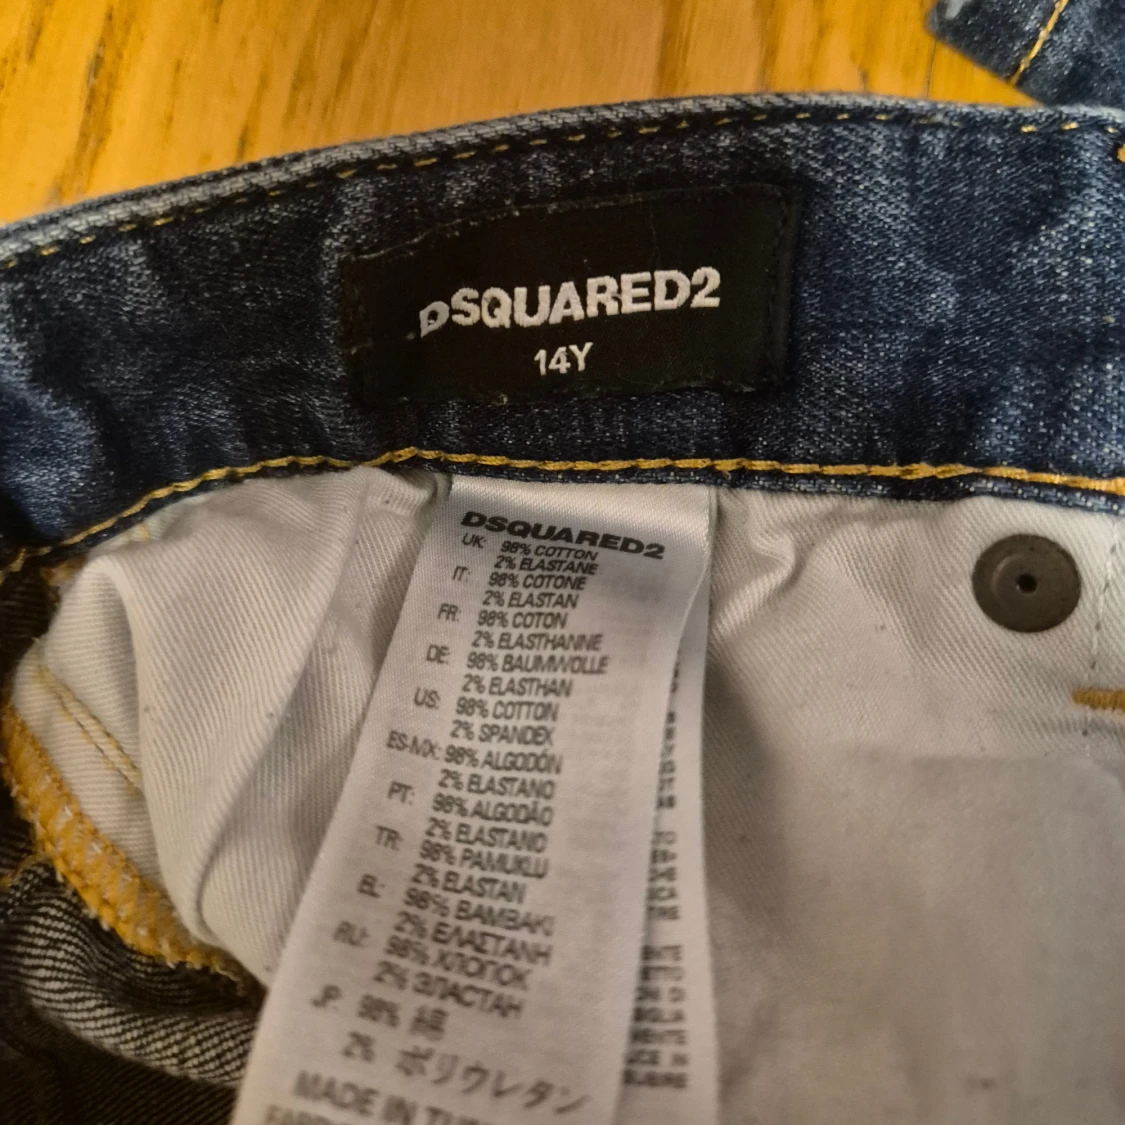 DSQUARED2
14Y
DSQUARED2
UK: 98% COTTON
2% ELASTANE
IT: 98% COTONE
2% ELASTAN
FR: 98% COTON
2% ELASTHANNE
DE: 98% BAUMWOLLE
2% ELASTHAN
US: 98% COTTON
2% SPANDEX
ES-MX: 98% ALGODÓN
2% ELASTANO
PT: 98% ALGODÃO
2% ELASTANO
TR: 98% PAMUKLU
2% ELASTAN
EL: 98% ΒΑΜΒΑΚΙ
2% ΕΛΑΣΤΑΝΗ
RU: 98% ХЛОПОК
2% ЭЛАСТАН
JP: 98% 綿
2% ポリウレタン
MADE IN